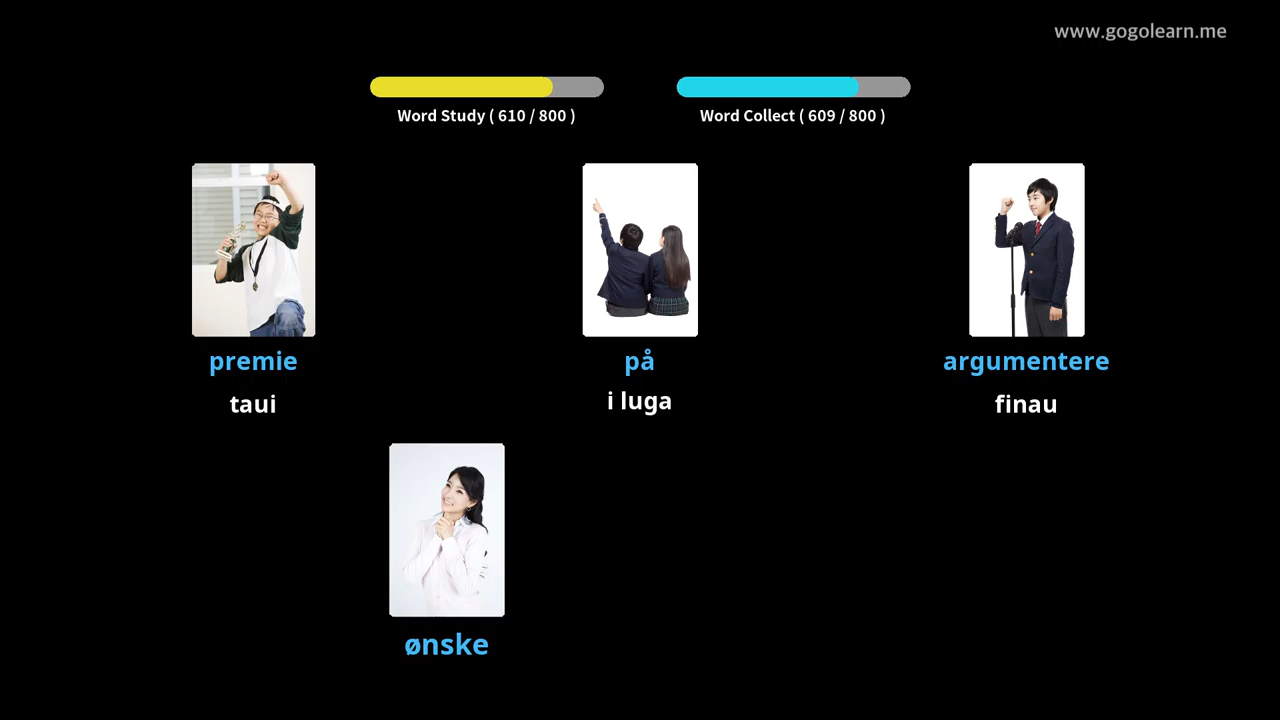 www.gogolearn.me
Word Study ( 610 / 800 )
Word Collect ( 609 / 800 )
premie
på
argumentere
taui
i luga
finau
ønske